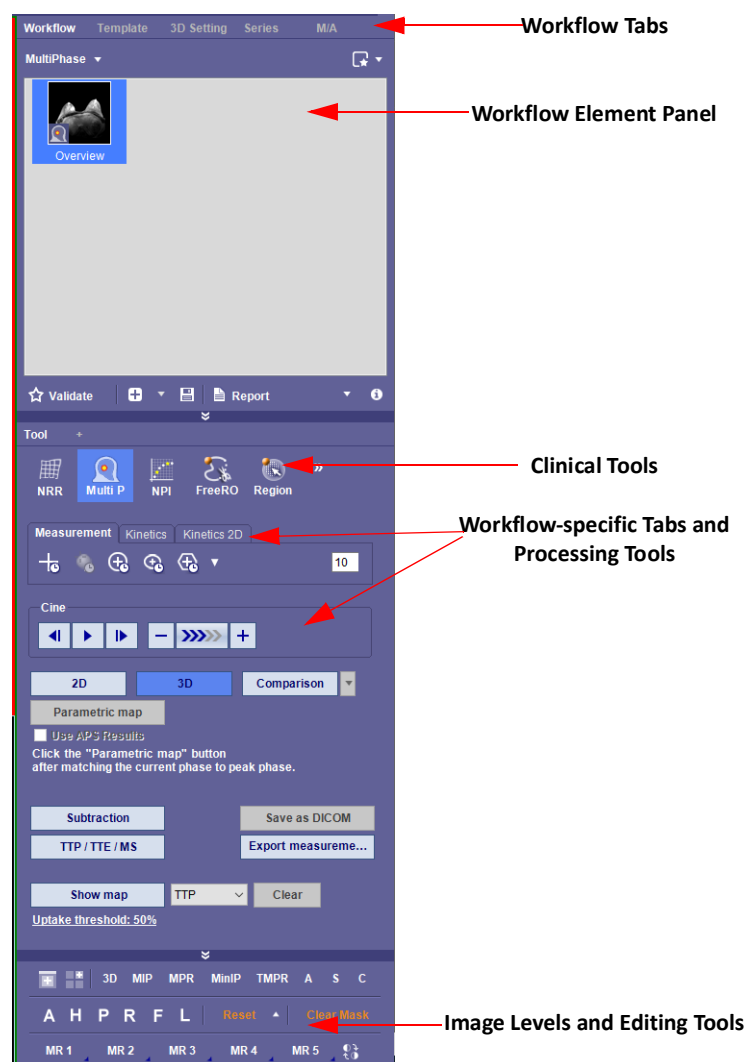 Workflow Template 3D Setting Series M/A
Workflow Tabs
MultiPhase
Workflow Element Panel
Overview
Validate Report
Tool +
Clinical Tools
NRR Multi P NPI FreeRO Region »
Workflow-specific Tabs and
Processing Tools
Measurement Kinetics Kinetics 2D
10
Cine
2D 3D Comparison
Parametric map
Use APS Results
Click the "Parametric map" button
after matching the current phase to peak phase.
Subtraction Save as DICOM
TTP / TTE / MS Export measureme...
Show map TTP Clear
Uptake threshold: 50%
3D MIP MPR MinIP TMPR A S C
A H P R F L Reset Clear Mask
Image Levels and Editing Tools
MR 1 MR 2 MR 3 MR 4 MR 5